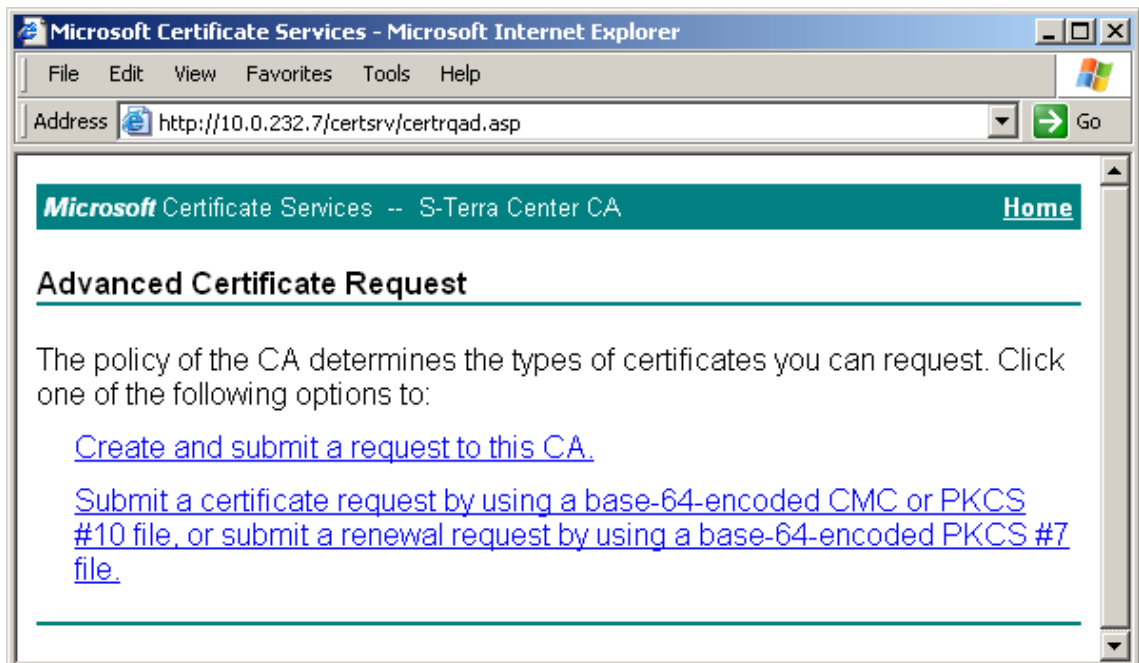 Microsoft Certificate Services - Microsoft Internet Explorer
File Edit View Favorites Tools Help
Address http://10.0.232.7/certsrv/certrqad.asp Go
Microsoft Certificate Services -- S-Terra Center CA Home
Advanced Certificate Request
The policy of the CA determines the types of certificates you can request. Click
one of the following options to:
Create and submit a request to this CA.
Submit a certificate request by using a base-64-encoded CMC or PKCS
#10 file, or submit a renewal request by using a base-64-encoded PKCS #7
file.